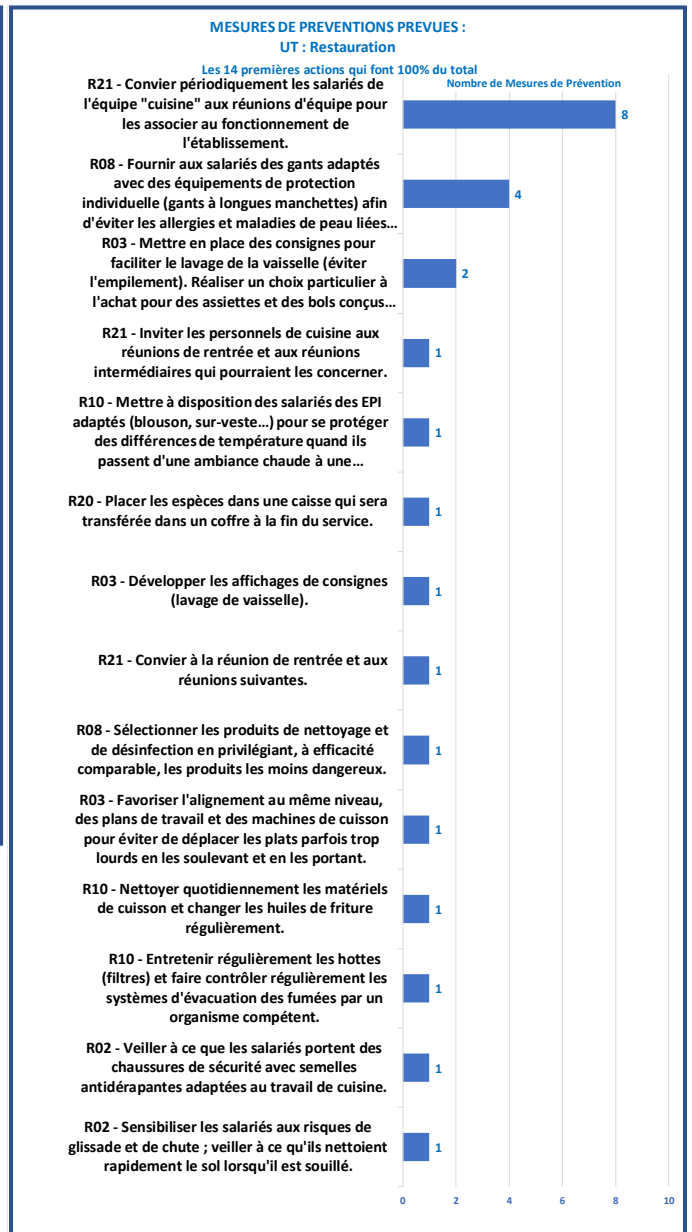 MESURES DE PREVENTIONS PREVUES :
UT : Restauration
Les 14 premières actions qui font 100% du total
Nombre de Mesures de Prévention
R21 - Convier périodiquement les salariés de
l'équipe "cuisine" aux réunions d'équipe pour
les associer au fonctionnement de
l'établissement.
8
R08 - Fournir aux salariés des gants adaptés
avec des équipements de protection
individuelle (gants à longues manchettes) afin
d'éviter les allergies et maladies de peau liées...
4
R03 - Mettre en place des consignes pour
faciliter le lavage de la vaisselle (éviter
l'empilement). Réaliser un choix particulier à
l'achat pour des assiettes et des bols conçus...
2
R21 - Inviter les personnels de cuisine aux
réunions de rentrée et aux réunions
intermédiaires qui pourraient les concerner.
1
R10 - Mettre à disposition des salariés des EPI
adaptés (blouson, sur-veste...) pour se protéger
des différences de température quand ils
passent d'une ambiance chaude à une...
1
R20 - Placer les espèces dans une caisse qui sera
transférée dans un coffre à la fin du service.
1
R03 - Développer les affichages de consignes
(lavage de vaisselle).
1
R21 - Convier à la réunion de rentrée et aux
réunions suivantes.
1
R08 - Sélectionner les produits de nettoyage et
de désinfection en privilégiant, à efficacité
comparable, les produits les moins dangereux.
1
R03 - Favoriser l'alignement au même niveau,
des plans de travail et des machines de cuisson
pour éviter de déplacer les plats parfois trop
lourds en les soulevant et en les portant.
1
R10 - Nettoyer quotidiennement les matériels
de cuisson et changer les huiles de friture
régulièrement.
1
R10 - Entretenir régulièrement les hottes
(filtres) et faire contrôler régulièrement les
systèmes d'évacuation des fumées par un
organisme compétent.
1
R02 - Veiller à ce que les salariés portent des
chaussures de sécurité avec semelles
antidérapantes adaptées au travail de cuisine.
1
R02 - Sensibiliser les salariés aux risques de
glissade et de chute ; veiller à ce qu'ils nettoient
rapidement le sol lorsqu'il est souillé.
1
0 2 4 6 8 10